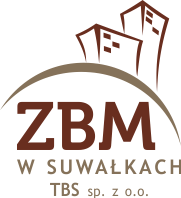 ZBM
W SUWAŁKACH
TBS sp. z o.o.